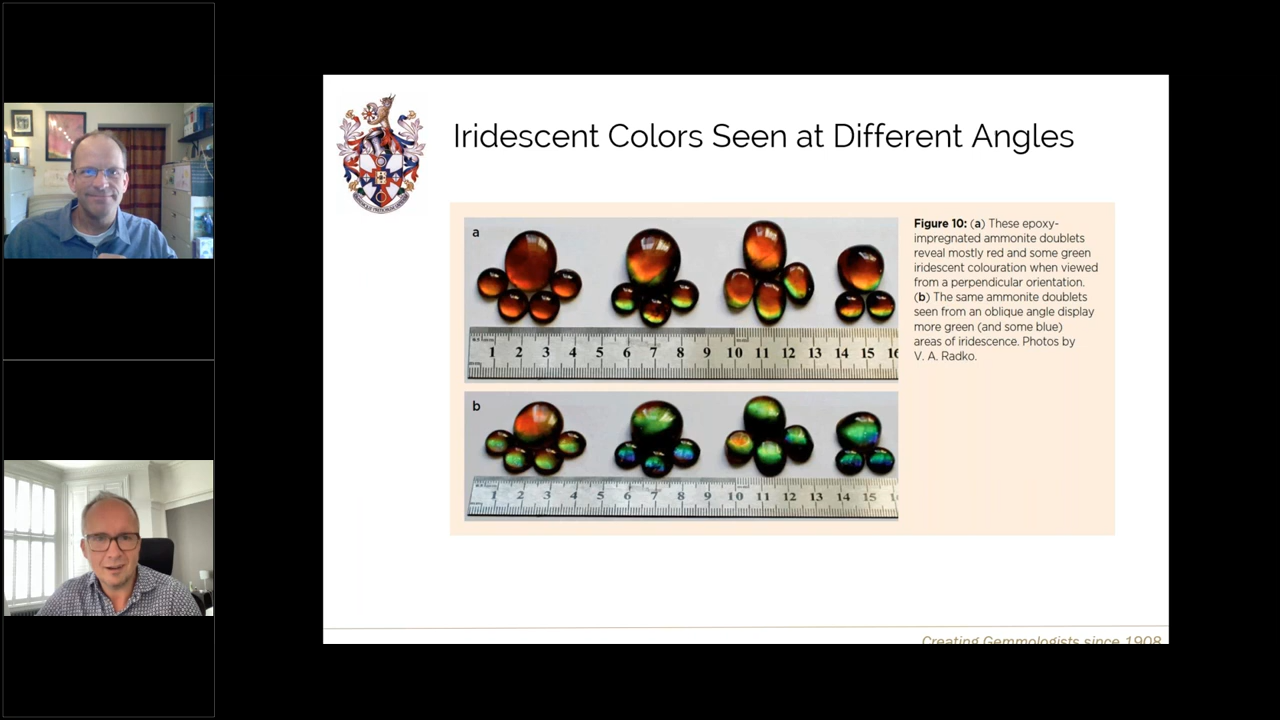 Iridescent Colors Seen at Different Angles
a
1 2 3 4 5 6 7 8 9 10 11 12 13 14 15 16
b
1 2 3 4 5 6 7 8 9 10 11 12 13 14 15
Figure 10: (a) These epoxy-
impregnated ammonite doublets
reveal mostly red and some green
iridescent colouration when viewed
from a perpendicular orientation.
(b) The same ammonite doublets
seen from an oblique angle display
more green (and some blue)
areas of iridescence. Photos by
V. A. Radko.
Creating Gemmologists since 1908